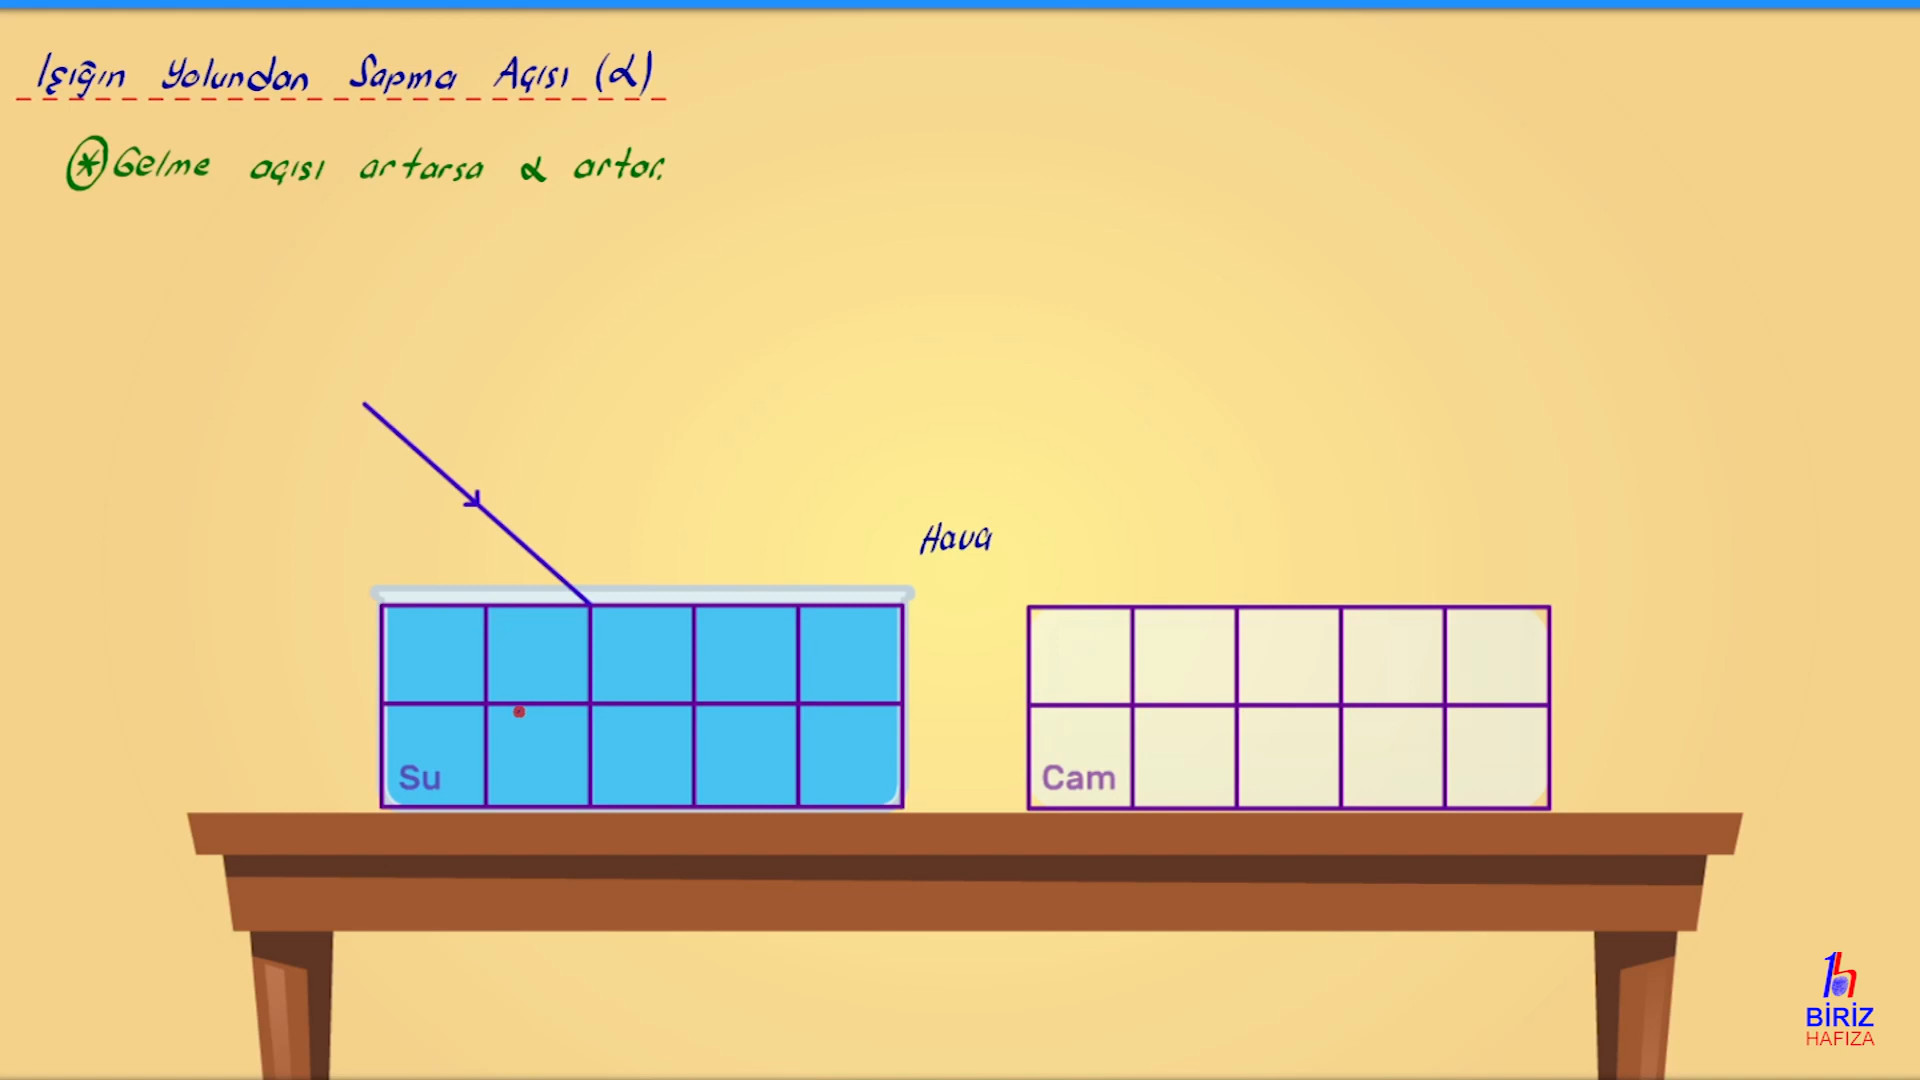 Işığın Yolundan Sapma Açısı (α)
* Gelme açısı artarsa α artar.
Hava
Su
Cam
BİRİZ
HAFIZA